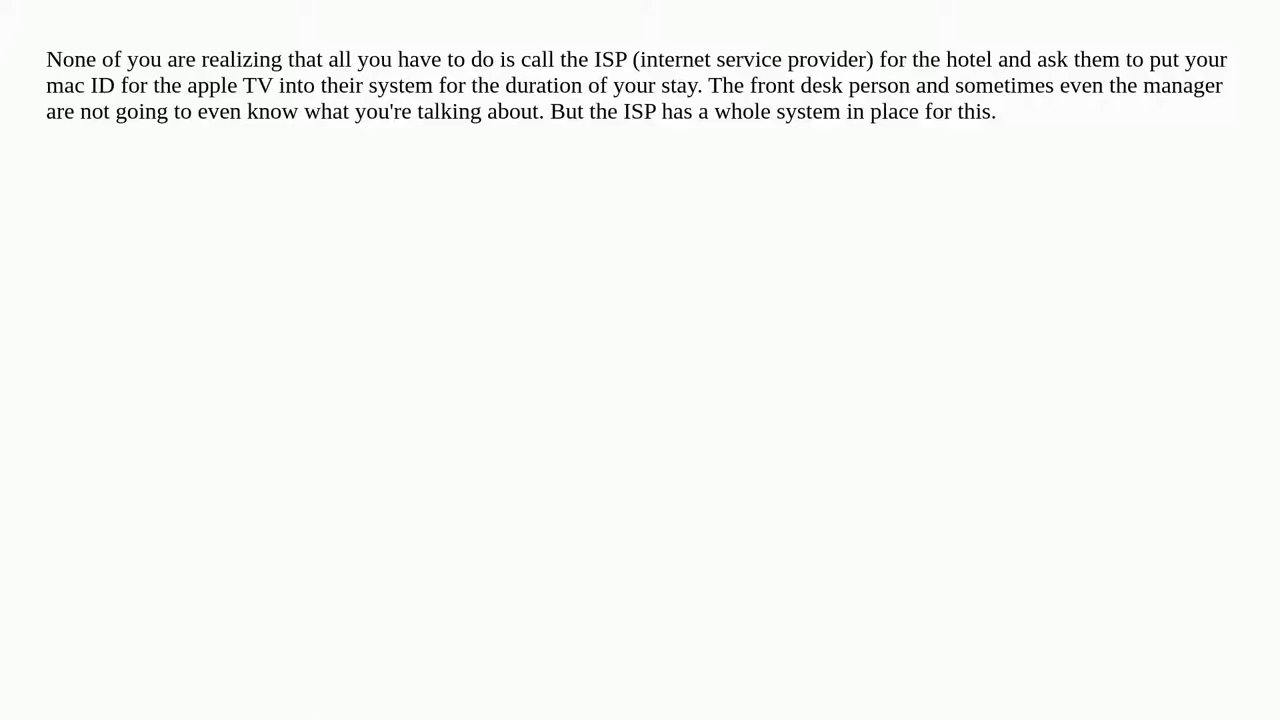 None of you are realizing that all you have to do is call the ISP (internet service provider) for the hotel and ask them to put your
mac ID for the apple TV into their system for the duration of your stay. The front desk person and sometimes even the manager
are not going to even know what you're talking about. But the ISP has a whole system in place for this.